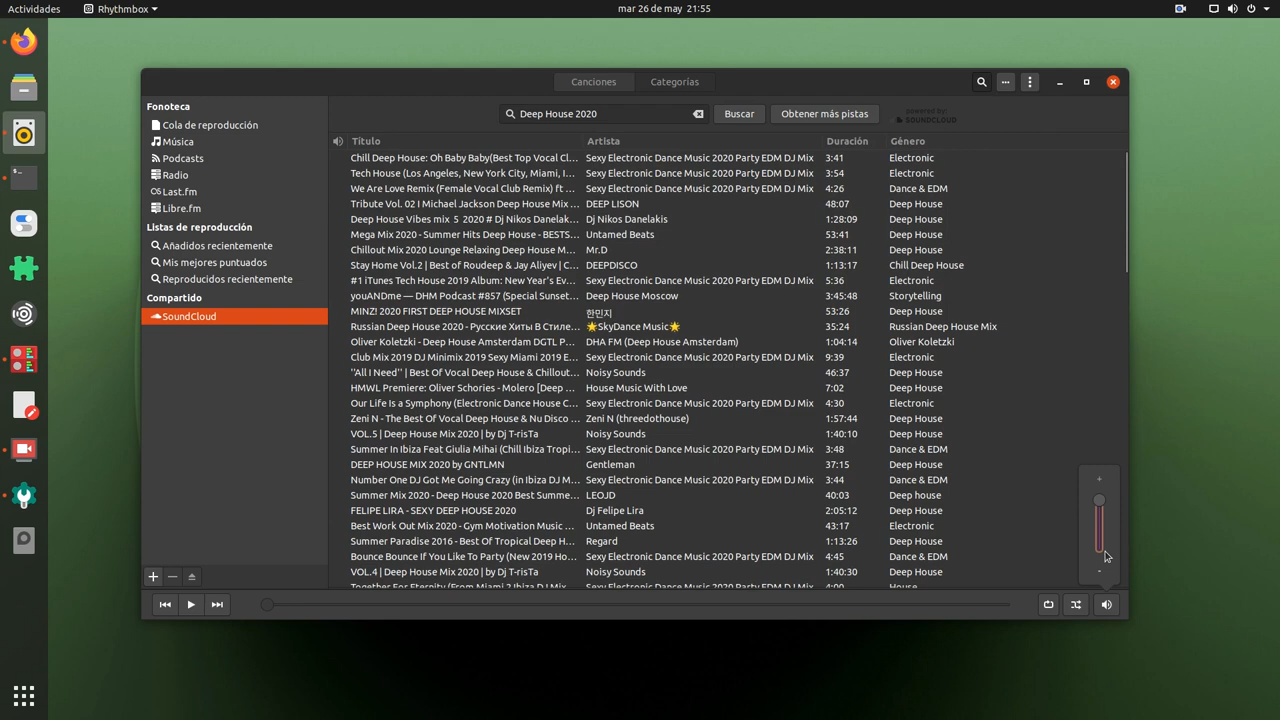 Actividades
Rhythmbox
mar 26 de may 21:55
Canciones
Categorías
Fonoteca
Cola de reproducción
Música
Podcasts
Radio
Last.fm
Libre.fm
Listas de reproducción
Añadidos recientemente
Mis mejores puntuados
Reproducidos recientemente
Compartido
SoundCloud
Deep House 2020
Buscar
Obtener más pistas
POWERED BY
SOUNDCLOUD
Título Artista Duración Género
Chill Deep House: Oh Baby Baby(Best Top Vocal Cl… Sexy Electronic Dance Music 2020 Party EDM DJ Mix 3:41 Electronic
Tech House (Los Angeles, New York City, Miami, I… Sexy Electronic Dance Music 2020 Party EDM DJ Mix 3:54 Electronic
We Are Love Remix (Female Vocal Club Remix) ft … Sexy Electronic Dance Music 2020 Party EDM DJ Mix 4:26 Dance & EDM
Tribute Vol. 02 I Michael Jackson Deep House Mix … DEEP LISON 48:07 Deep House
Deep House Vibes mix 5 2020 # Dj Nikos Danelak… Dj Nikos Danelakis 1:28:09 Deep House
Mega Mix 2020 - Summer Hits Deep House - BESTS… Untamed Beats 53:41 Deep House
Chillout Mix 2020 Lounge Relaxing Deep House M… Mr.D 2:38:11 Deep House
Stay Home Vol.2 | Best of Roudeep & Jay Aliyev | C… DEEPDISCO 1:13:17 Chill Deep House
#1 iTunes Tech House 2019 Album: New Year's Ev… Sexy Electronic Dance Music 2020 Party EDM DJ Mix 5:36 Electronic
youANDme — DHM Podcast #857 (Special Sunset… Deep House Moscow 3:45:48 Storytelling
MINZ! 2020 FIRST DEEP HOUSE MIXSET 한민지 53:26 Deep House
Russian Deep House 2020 - Русские Хиты В Стиле… 🌟SkyDance Music🌟 35:24 Russian Deep House Mix
Oliver Koletzki - Deep House Amsterdam DGTL P… DHA FM (Deep House Amsterdam) 1:04:14 Oliver Koletzki
Club Mix 2019 DJ Minimix 2019 Sexy Miami 2019 E… Sexy Electronic Dance Music 2020 Party EDM DJ Mix 9:39 Electronic
''All I Need'' | Best Of Vocal Deep House & Chillout… Noisy Sounds 46:37 Deep House
HMWL Premiere: Oliver Schories - Molero [Deep … House Music With Love 7:02 Deep House
Our Life Is a Symphony (Electronic Dance House C… Sexy Electronic Dance Music 2020 Party EDM DJ Mix 4:30 Electronic
Zeni N - The Best Of Vocal Deep House & Nu Disco … Zeni N (threedothouse) 1:57:44 Deep House
VOL.5 | Deep House Mix 2020 | by DJ T-risTa Noisy Sounds 1:40:10 Deep House
Summer In Ibiza Feat Giulia Mihai (Chill Ibiza Tropi… Sexy Electronic Dance Music 2020 Party EDM DJ Mix 3:48 Dance & EDM
DEEP HOUSE MIX 2020 by GNTLMN Gentleman 37:15 Deep House
Number One DJ Got Me Going Crazy (in Ibiza DJ M… Sexy Electronic Dance Music 2020 Party EDM DJ Mix 3:44 Dance & EDM
Summer Mix 2020 - Deep house 2020 Best Summe… LEOJD 40:03 Deep house
FELIPE LIRA - SEXY DEEP HOUSE 2020 Dj Felipe Lira 2:05:12 Deep House
Best Work Out Mix 2020 - Gym Motivation Music … Untamed Beats 43:17 Electronic
Summer Paradise 2016 - Best Of Tropical Deep Ho… Regard 1:13:26 Deep House
Bounce Bounce If You Like To Party (New 2019 Ho… Sexy Electronic Dance Music 2020 Party EDM DJ Mix 4:45 Dance & EDM
VOL.4 | Deep House Mix 2020 | by DJ T-risTa Noisy Sounds 1:40:30 Deep House
Together For Eternity (From Miami 2 Ibiza DJ M… Sexy Electronic Dance Music 2020 Party EDM DJ Mix 4:00 House